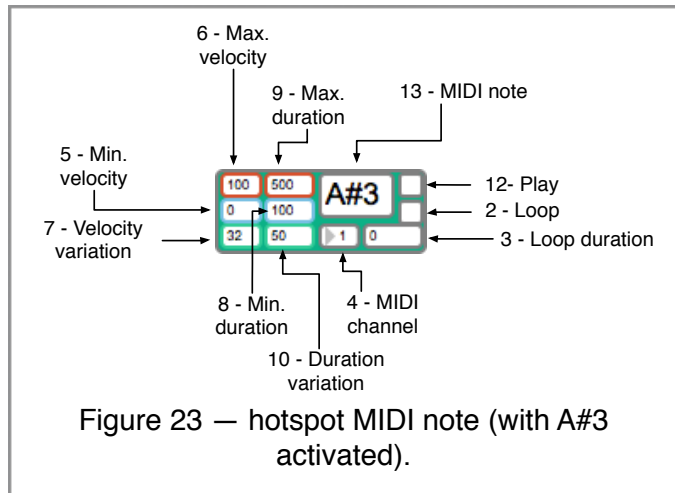 6 - Max.
velocity
9 - Max.
duration
13 - MIDI note
5 - Min.
velocity
100
500
A#3
12- Play
0
100
2 - Loop
7 - Velocity
variation
32
50
1
0
3 - Loop duration
8 - Min.
duration
4 - MIDI
channel
10 - Duration
variation
Figure 23 — hotspot MIDI note (with A#3
activated).